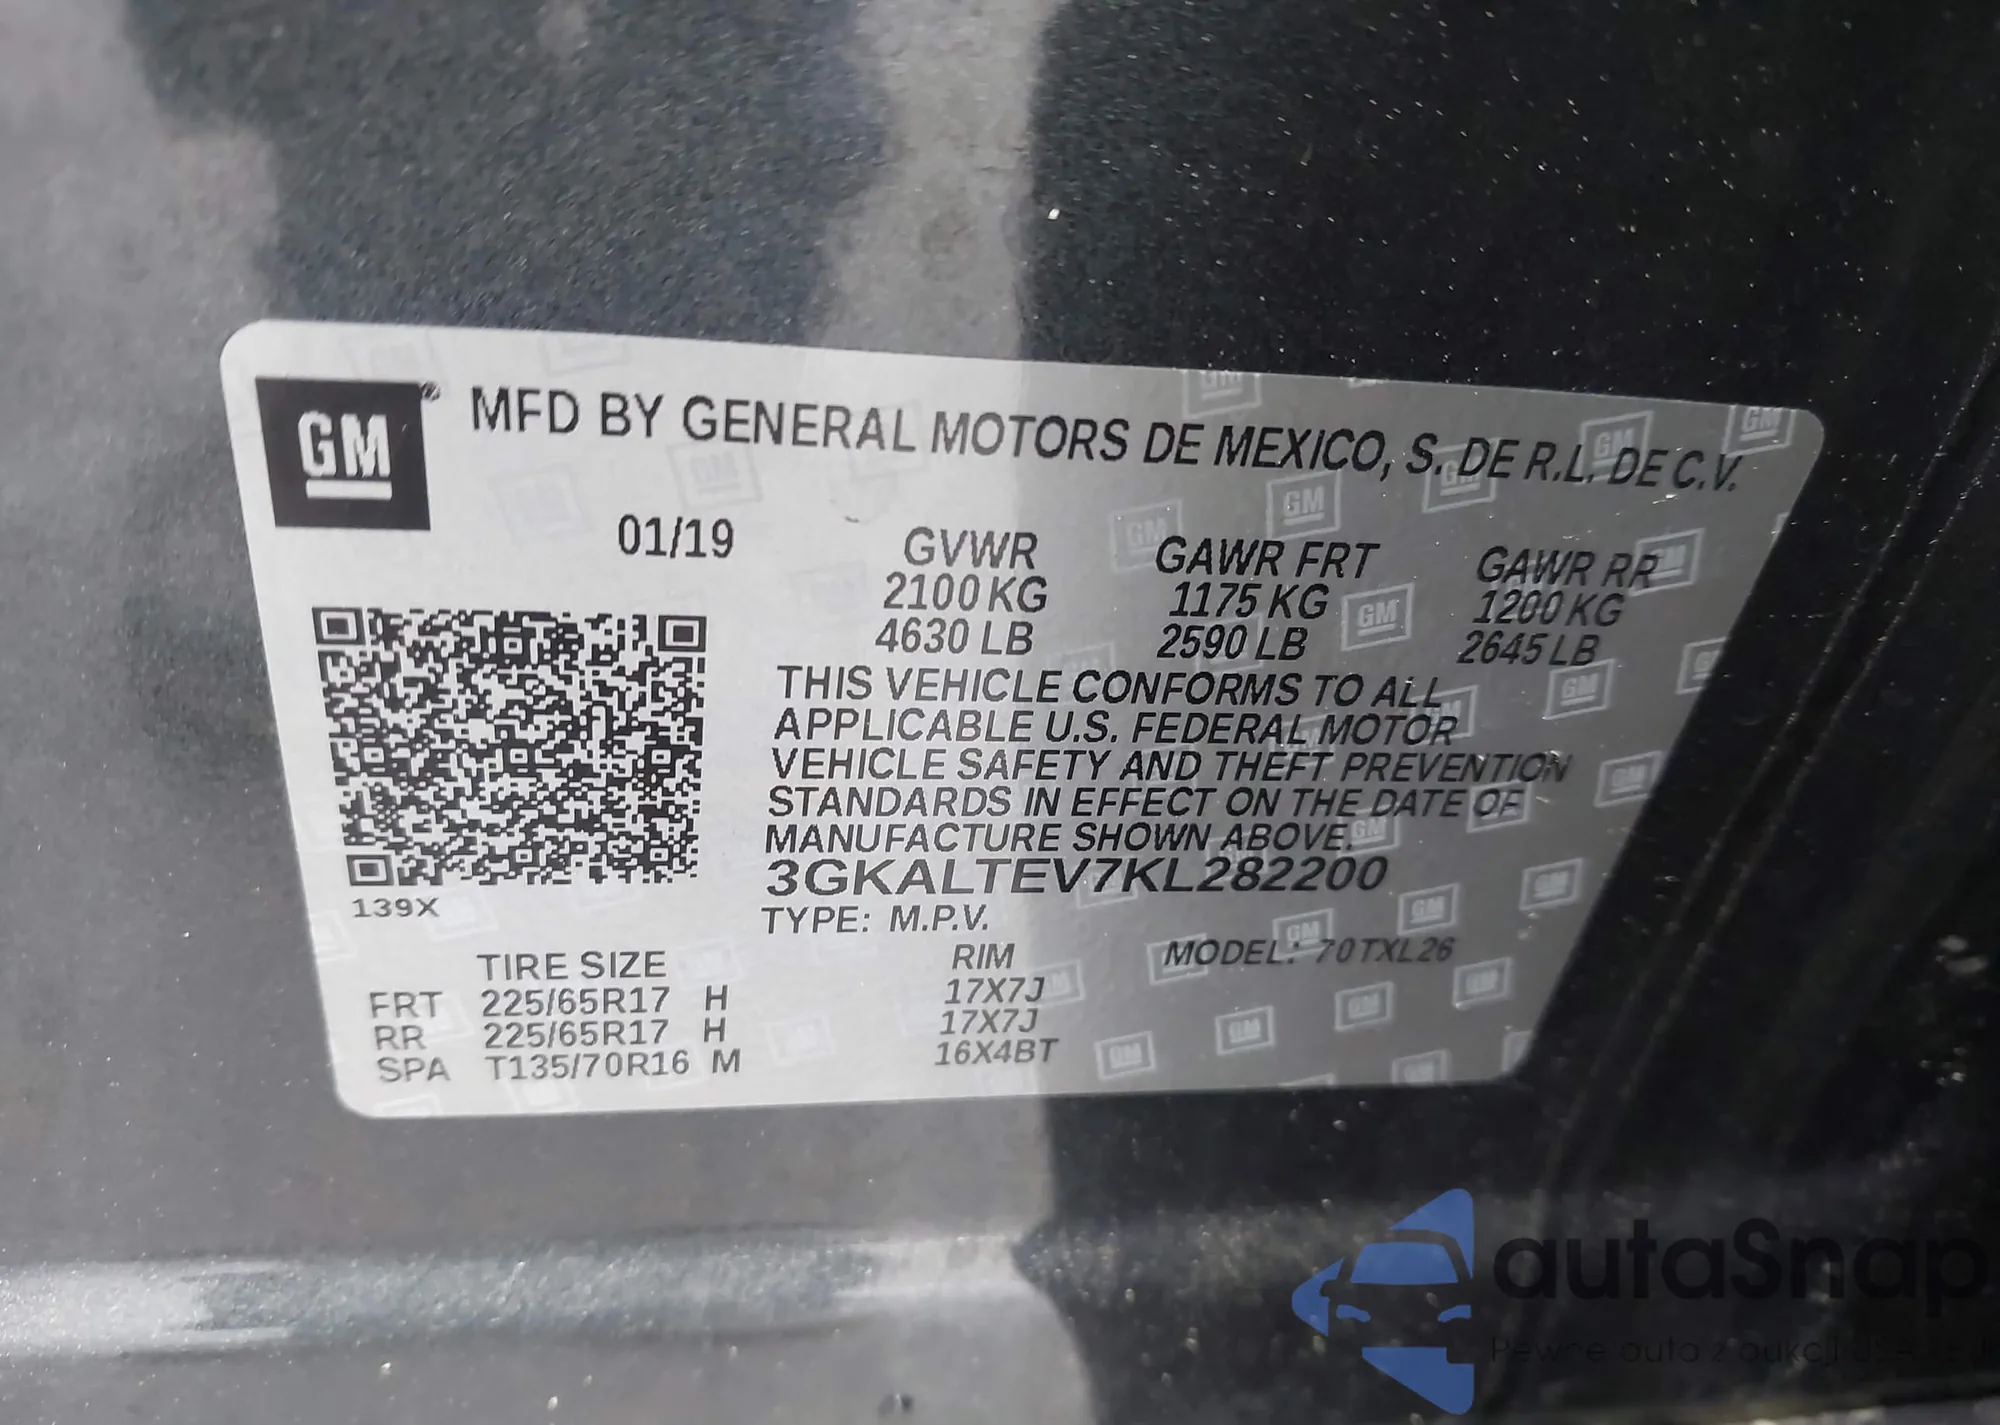 GM® MFD BY GENERAL MOTORS DE MEXICO, S. DE R.L. DE C.V.
01/19 GVWR GAWR FRT GAWR RR
2100 KG 1175 KG 1200 KG
4630 LB 2590 LB 2645 LB
THIS VEHICLE CONFORMS TO ALL
APPLICABLE U.S. FEDERAL MOTOR
VEHICLE SAFETY AND THEFT PREVENTION
STANDARDS IN EFFECT ON THE DATE OF
MANUFACTURE SHOWN ABOVE.
3GKALTEV7KL282200
139X
TYPE: M.P.V.
TIRE SIZE RIM MODEL: 70TXL26
FRT 225/65R17 H 17X7J
RR 225/65R17 H 17X7J
SPA T135/70R16 M 16X4BT
autaSnap
Pewne auta z aukcji